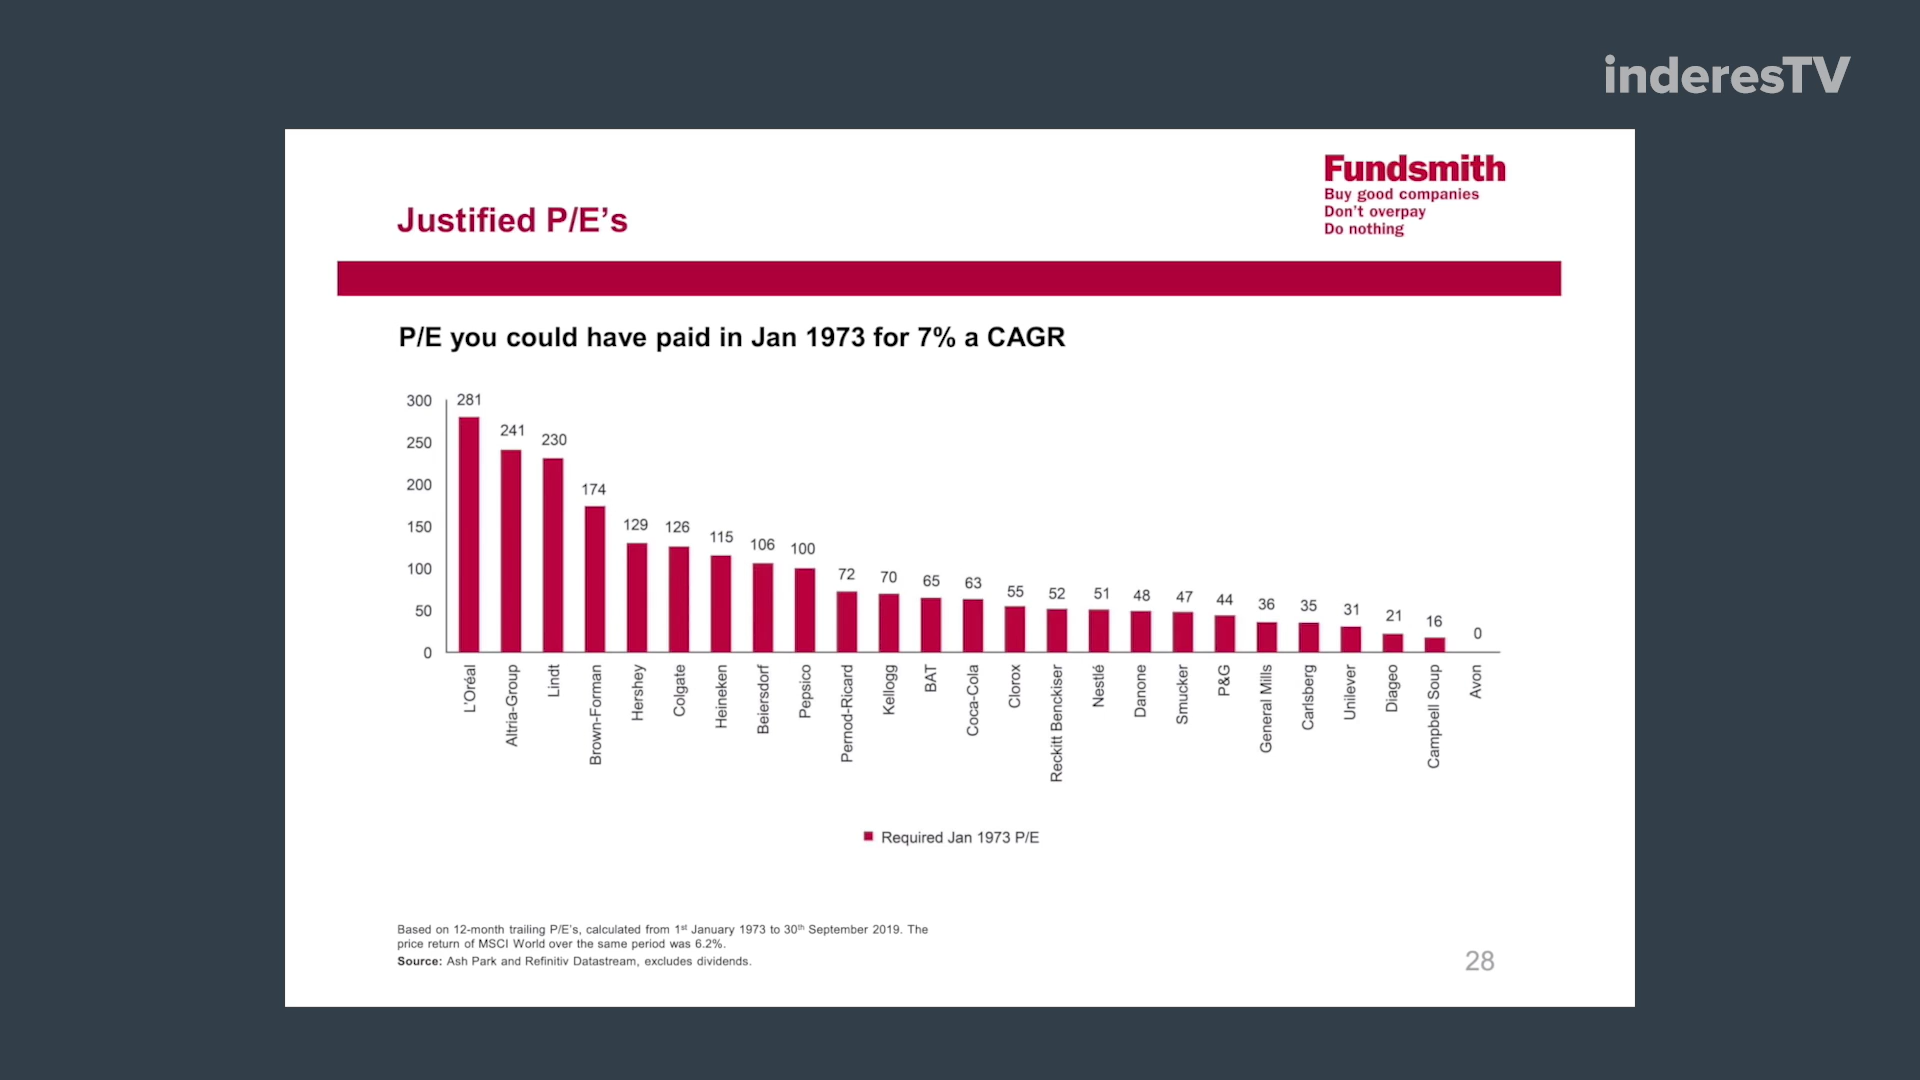 inderesTV
Fundsmith
Buy good companies
Don't overpay
Do nothing
Justified P/E's
P/E you could have paid in Jan 1973 for 7% a CAGR
300
250
200
150
100
50
0
281
241
230
174
129
126
115
106
100
72
70
65
63
55
52
51
48
47
44
36
35
31
21
16
0
L'Oréal
Altria-Group
Lindt
Brown-Forman
Hershey
Colgate
Heineken
Beiersdorf
Pepsico
Pernod-Ricard
Kellogg
BAT
Coca-Cola
Clorox
Reckitt Benckiser
Nestlé
Danone
Smucker
P&G
General Mills
Carlsberg
Unilever
Diageo
Campbell Soup
Avon
Required Jan 1973 P/E
Based on 12-month trailing P/E's, calculated from 1st January 1973 to 30th September 2019. The
price return of MSCI World over the same period was 6.2%.
Source: Ash Park and Refinitiv Datastream, excludes dividends.
28